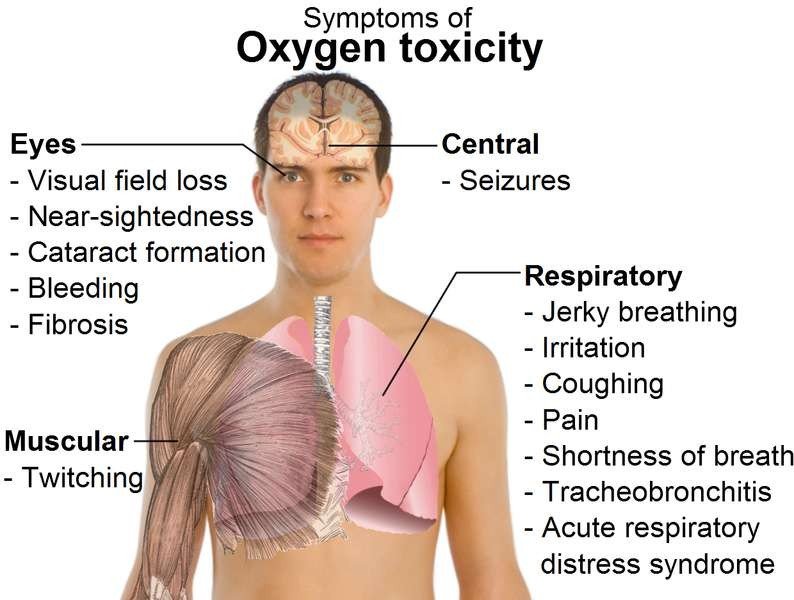 Symptoms of
Oxygen toxicity
Eyes
- Visual field loss
- Near-sightedness
- Cataract formation
- Bleeding
- Fibrosis
Central
- Seizures
Respiratory
- Jerky breathing
- Irritation
- Coughing
- Pain
- Shortness of breath
- Tracheobronchitis
- Acute respiratory
distress syndrome
Muscular
- Twitching